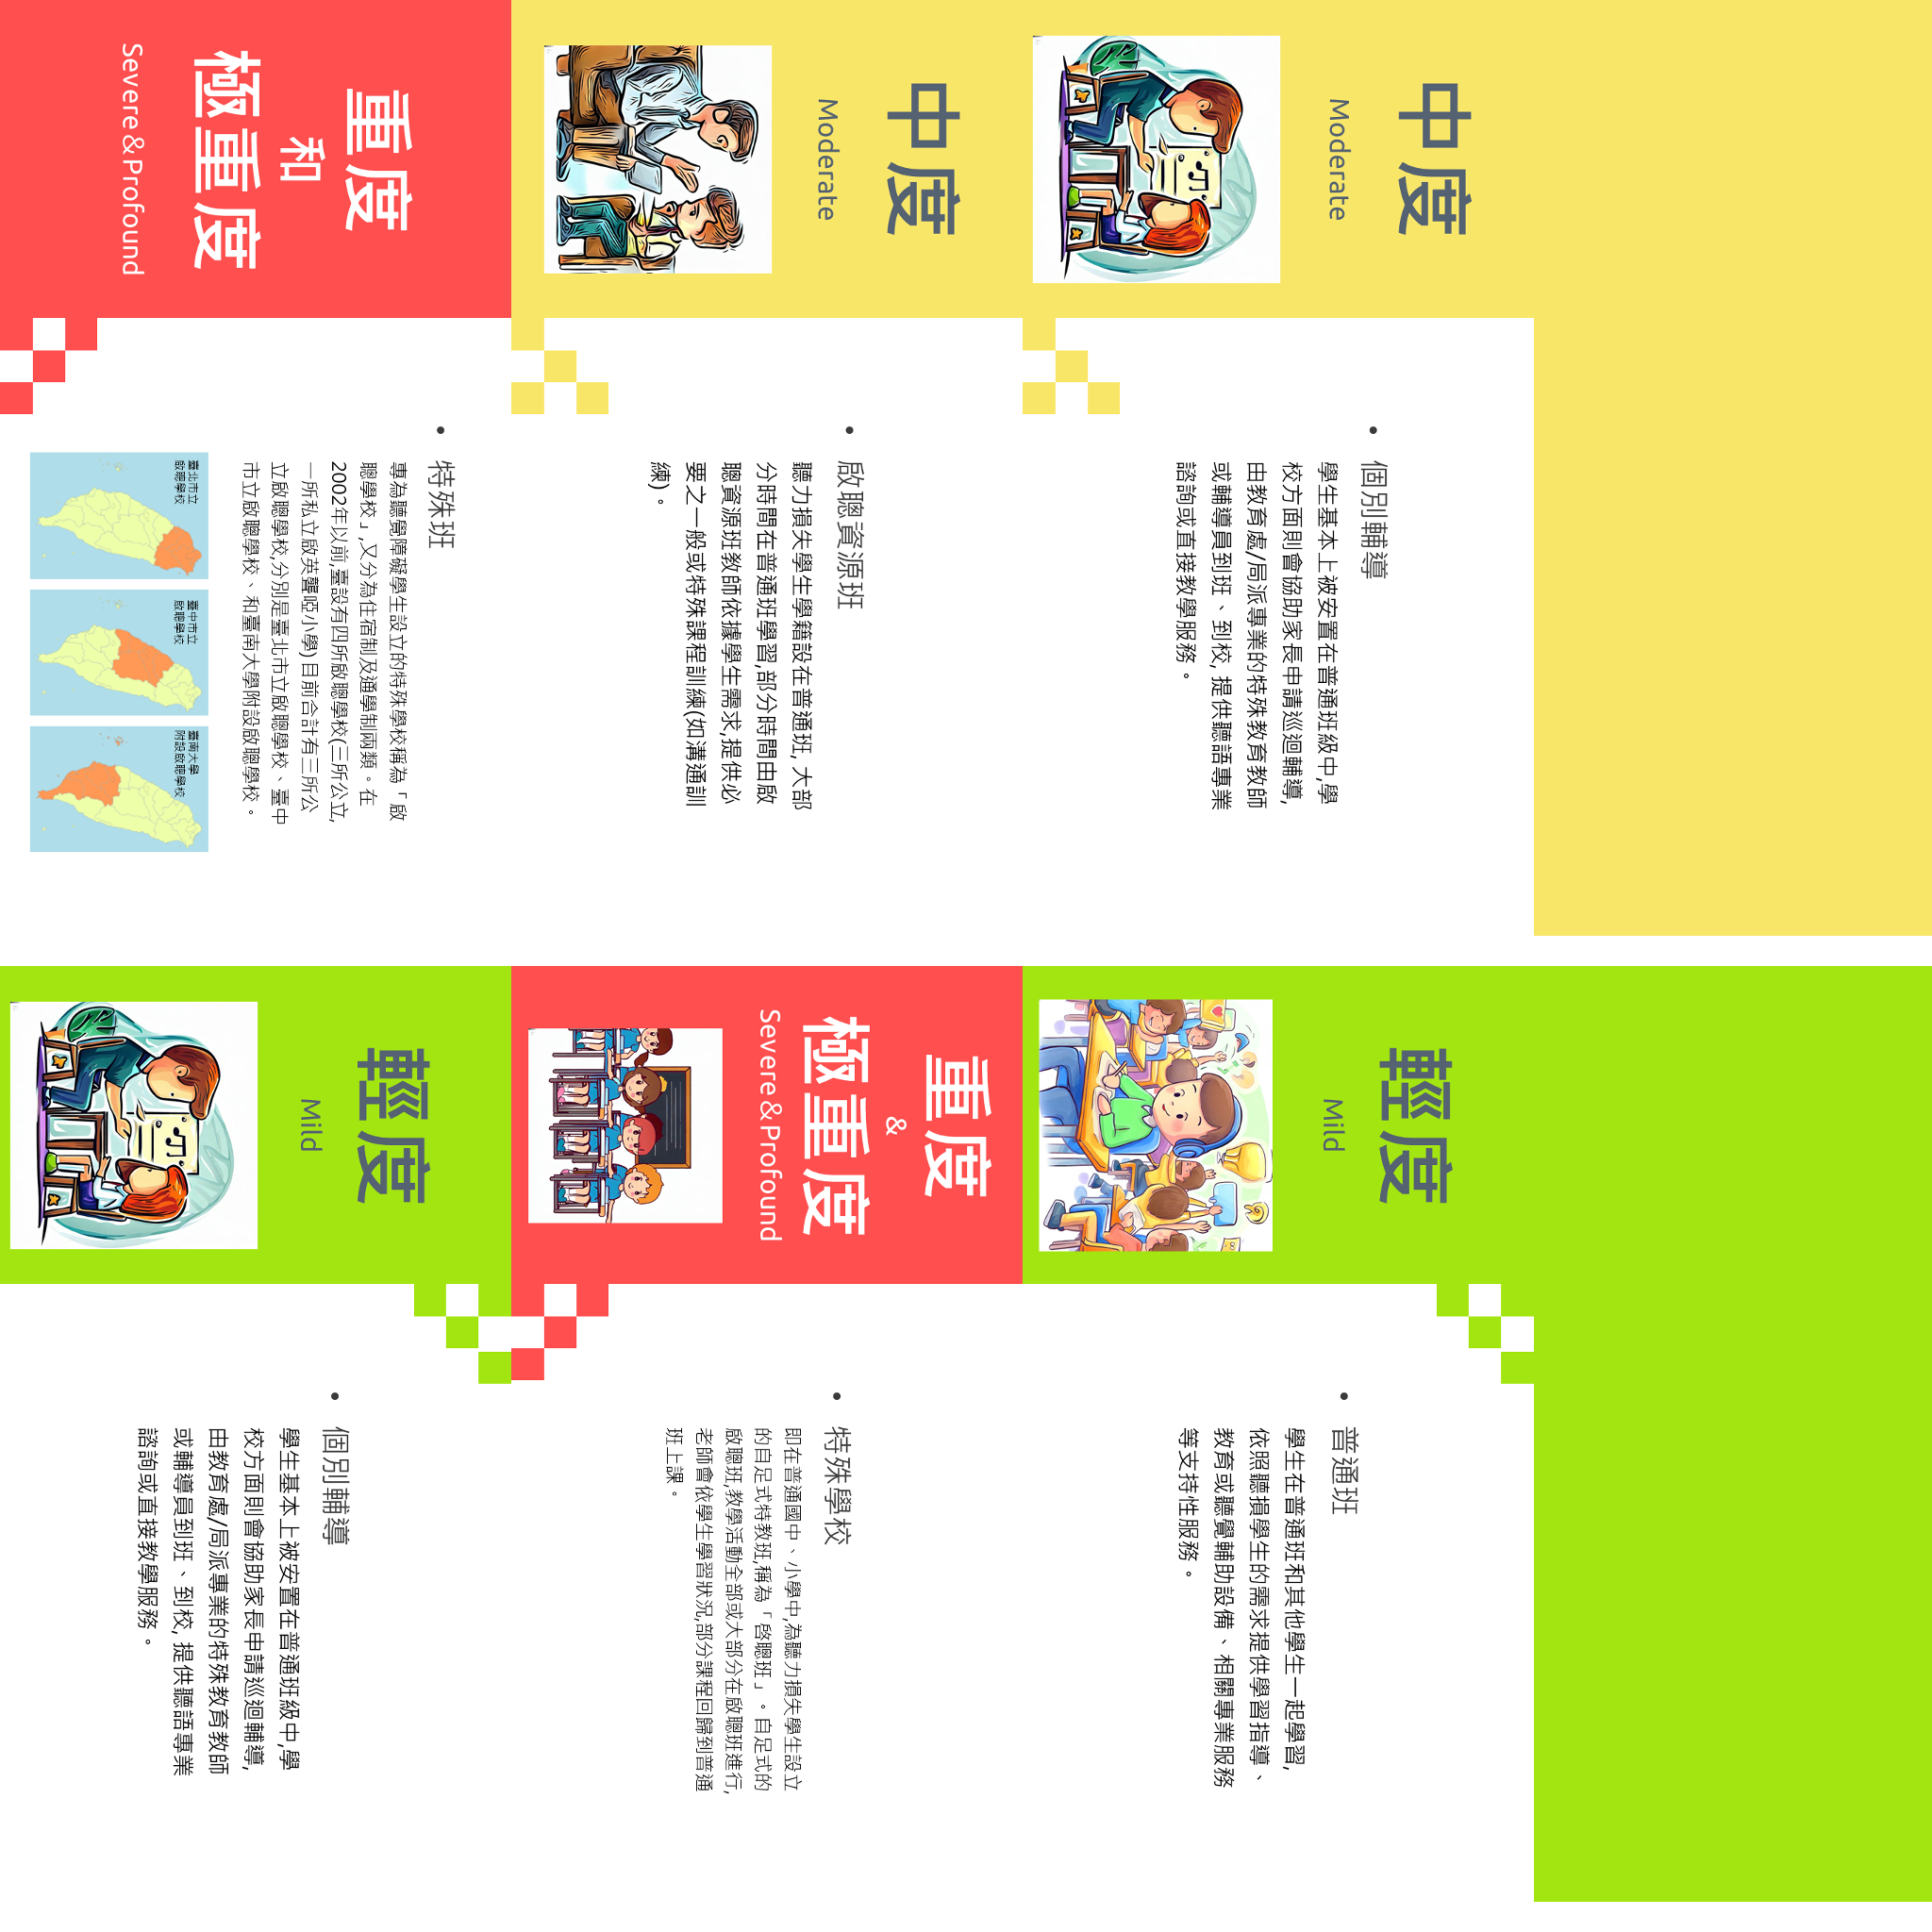 中度
Moderate
• 個別輔導
學生基本上被安置在普通班級中,學
校方面則會協助家長申請巡迴輔導,
由教育處/局派專業的特殊教育教師
或輔導員到班、到校, 提供聽語專業
諮詢或直接教學服務。
中度
Moderate
• 啟聰資源班
聽力損失學生學籍設在普通班, 大部
分時間在普通班學習,部分時間由啟
聰資源班教師依據學生需求,提供必
要之一般或特殊課程訓練(如溝通訓
練)。
重度
和
極重度
Severe&Profound
• 特殊班
專為聽覺障礙學生設立的特殊學校稱為「啟
聰學校」,又分為住宿制及通學制兩類。在
2002年以前,臺設有四所啟聰學校(三所公立,
一所私立啟英聾啞小學) 目前合計有三所公
立啟聰學校,分別是臺北市立啟聰學校、臺中
市立啟聰學校、和臺南大學附設啟聰學校。
臺北市立
啟聰學校
臺中市立
啟聰學校
臺南大學
附設啟聰學校
輕度
Mild
• 普通班
學生在普通班和其他學生一起學習,
依照聽損學生的需求提供學習指導、
教育或聽覺輔助設備、相關專業服務
等支持性服務。
重度
&
極重度
Severe&Profound
• 特殊學校
即在普通國中、小學中,為聽力損失學生設立
的自足式特教班,稱為「啓聰班」。自足式的
啟聰班,教學活動全部或大部分在啟聰班進行,
老師會依學生學習狀況,部分課程回歸到普通
班上課。
輕度
Mild
• 個別輔導
學生基本上被安置在普通班級中,學
校方面則會協助家長申請巡迴輔導,
由教育處/局派專業的特殊教育教師
或輔導員到班、到校, 提供聽語專業
諮詢或直接教學服務。